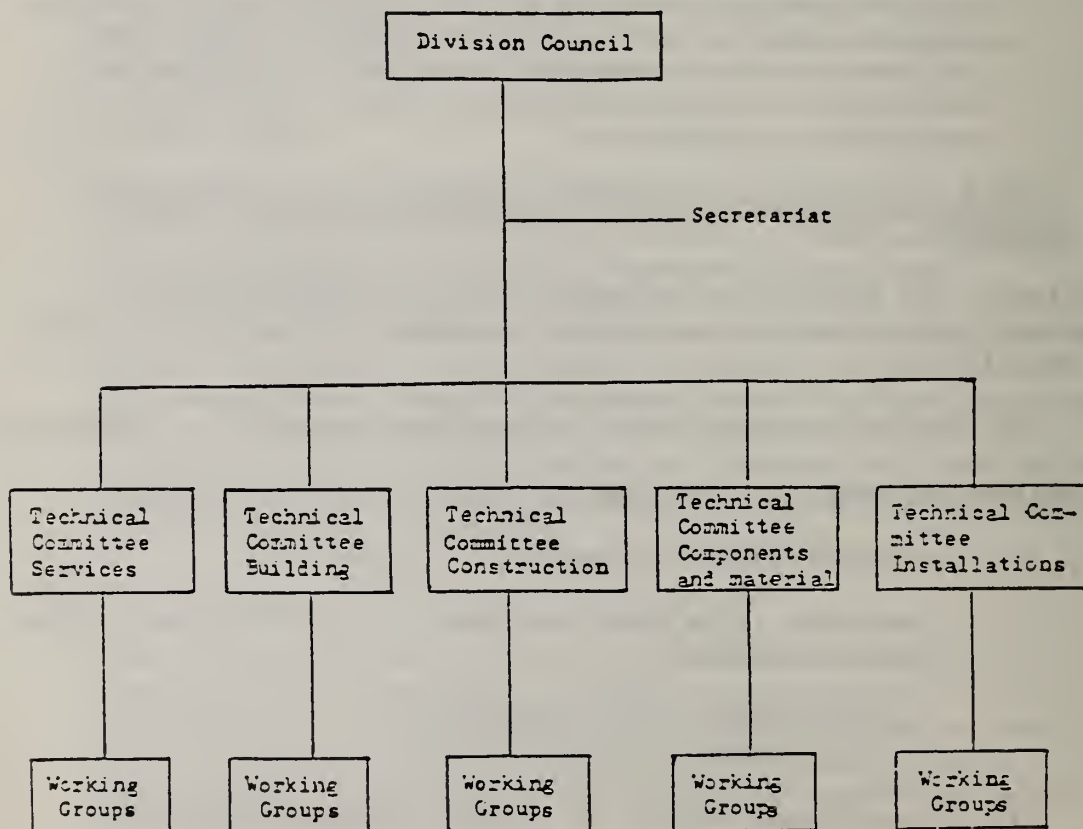 Division Council
Secretariat
Technical
Committee
Services
Technical
Committee
Building
Technical
Committee
Construction
Technical
Committee
Components
and material
Technical Com-
mittee
Installations
Working
Groups
Working
Groups
Working
Groups
Working
Groups
Working
Groups